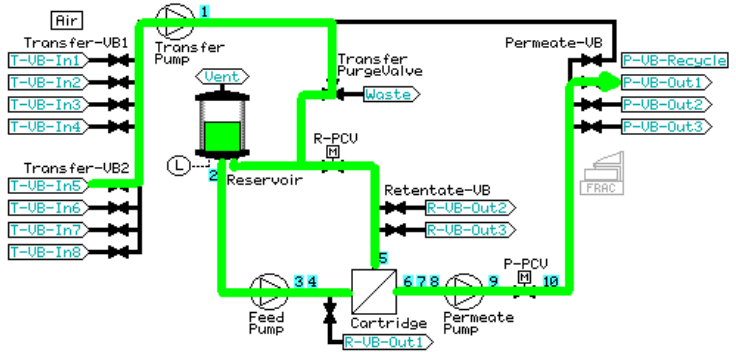 Air
1
Transfer-VB1
Transfer
Pump
Permeate-VB
T-VB-In1
T-VB-In2
T-VB-In3
T-VB-In4
Transfer
PurgeValve
Vent
Waste
P-VB-Recycle
P-VB-Out1
P-VB-Out2
P-VB-Out3
R-PCV
M
Transfer-VB2
L
2
Reservoir
T-VB-In5
T-VB-In6
T-VB-In7
T-VB-In8
Retentate-VB
R-VB-Out2
R-VB-Out3
FRAC
5
P-PCV
M
3 4
6 7 8
9
10
Feed
Pump
Cartridge
Permeate
Pump
R-VB-Out1